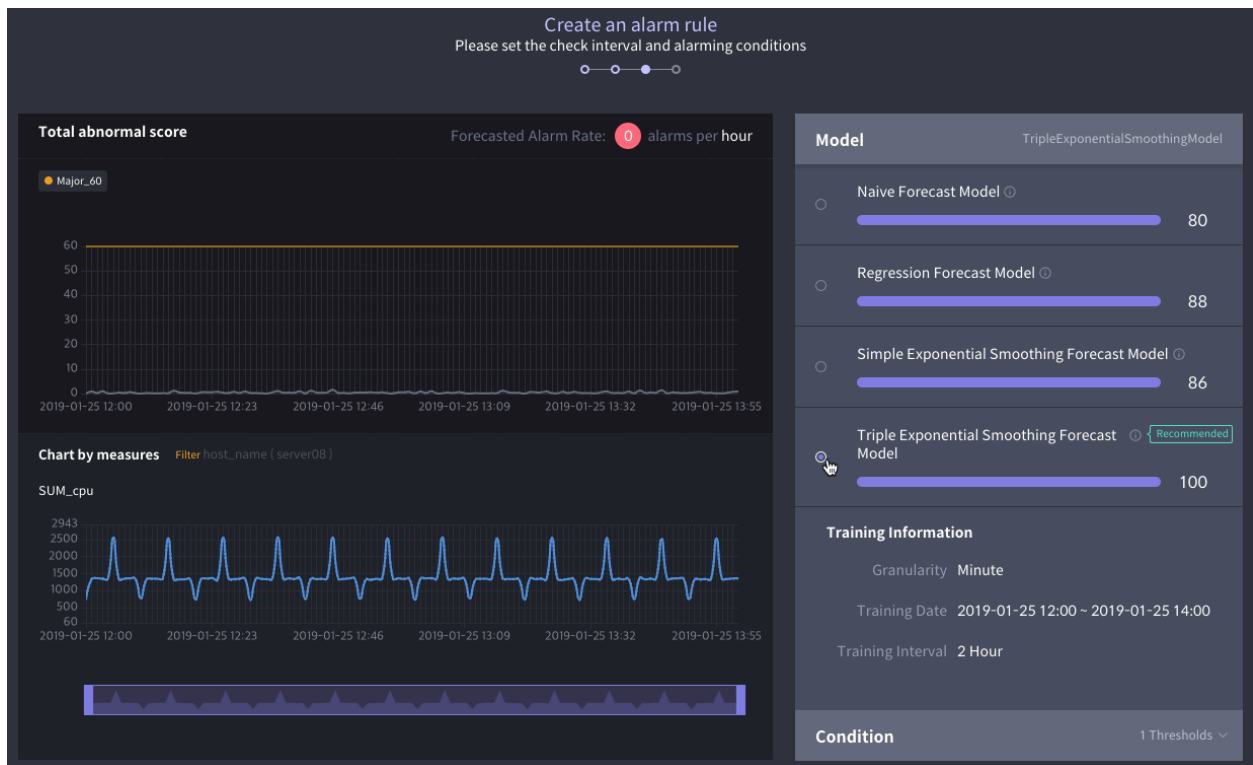 Create an alarm rule
Please set the check interval and alarming conditions
Total abnormal score
Forecasted Alarm Rate: 0 alarms per hour
Major_60
60
50
40
30
20
10
0
2019-01-25 12:00 2019-01-25 12:23 2019-01-25 12:46 2019-01-25 13:09 2019-01-25 13:32 2019-01-25 13:55
Chart by measures Filter host_name ( server08 )
SUM_cpu
2943
2500
2000
1500
1000
500
60
2019-01-25 12:00 2019-01-25 12:23 2019-01-25 12:46 2019-01-25 13:09 2019-01-25 13:32 2019-01-25 13:55
Model TripleExponentialSmoothingModel
Naive Forecast Model
80
Regression Forecast Model
88
Simple Exponential Smoothing Forecast Model
86
Triple Exponential Smoothing Forecast Recommended
Model
100
Training Information
Granularity Minute
Training Date 2019-01-25 12:00 ~ 2019-01-25 14:00
Training Interval 2 Hour
Condition 1 Thresholds